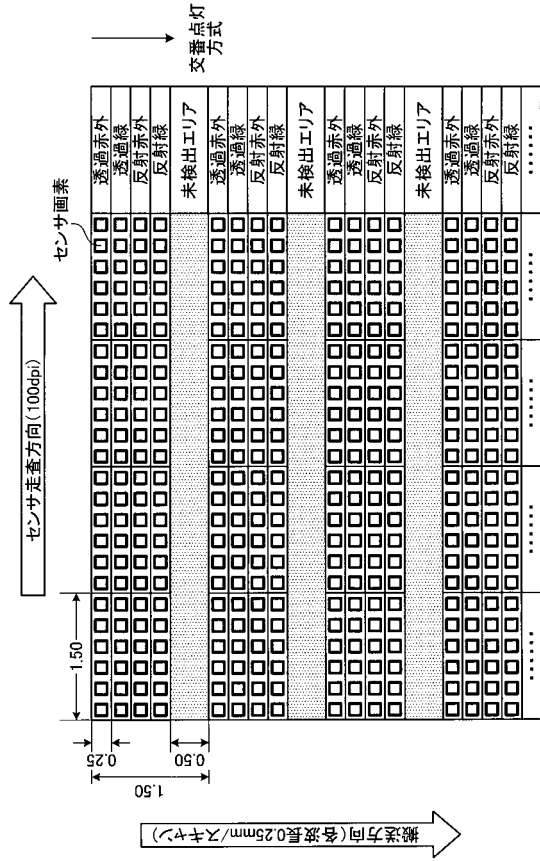 センサ走査方向(100dpi)
センサ画素
交番点灯
方式
1.50
0.25
0.50
1.50
搬送方向(各波長0.25mm/スキャン)
透過赤外
透過緑
反射赤外
反射緑
未検出エリア
透過赤外
透過緑
反射赤外
反射緑
未検出エリア
透過赤外
透過緑
反射赤外
反射緑
未検出エリア
透過赤外
透過緑
反射赤外
反射緑
……
……
……
……
……